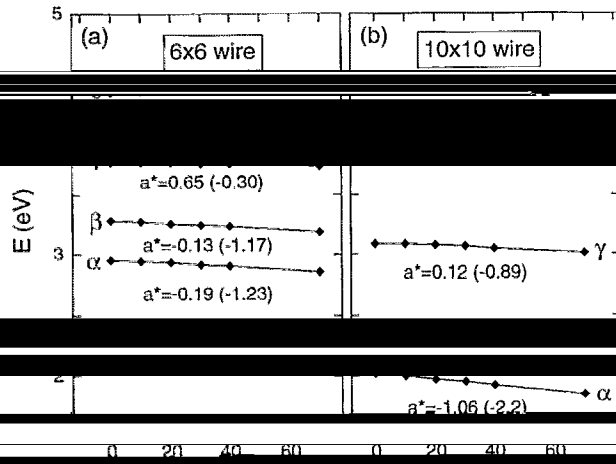 5
(a)
6x6 wire
(b)
10x10 wire
a*=0.65 (-0.30)
E (eV)
β
a*=-0.13 (-1.17)
3
α
a*=-0.19 (-1.23)
γ
a*=0.12 (-0.89)
2
α
a*=-1.06 (-2.2)
0 20 40 60 0 20 40 60